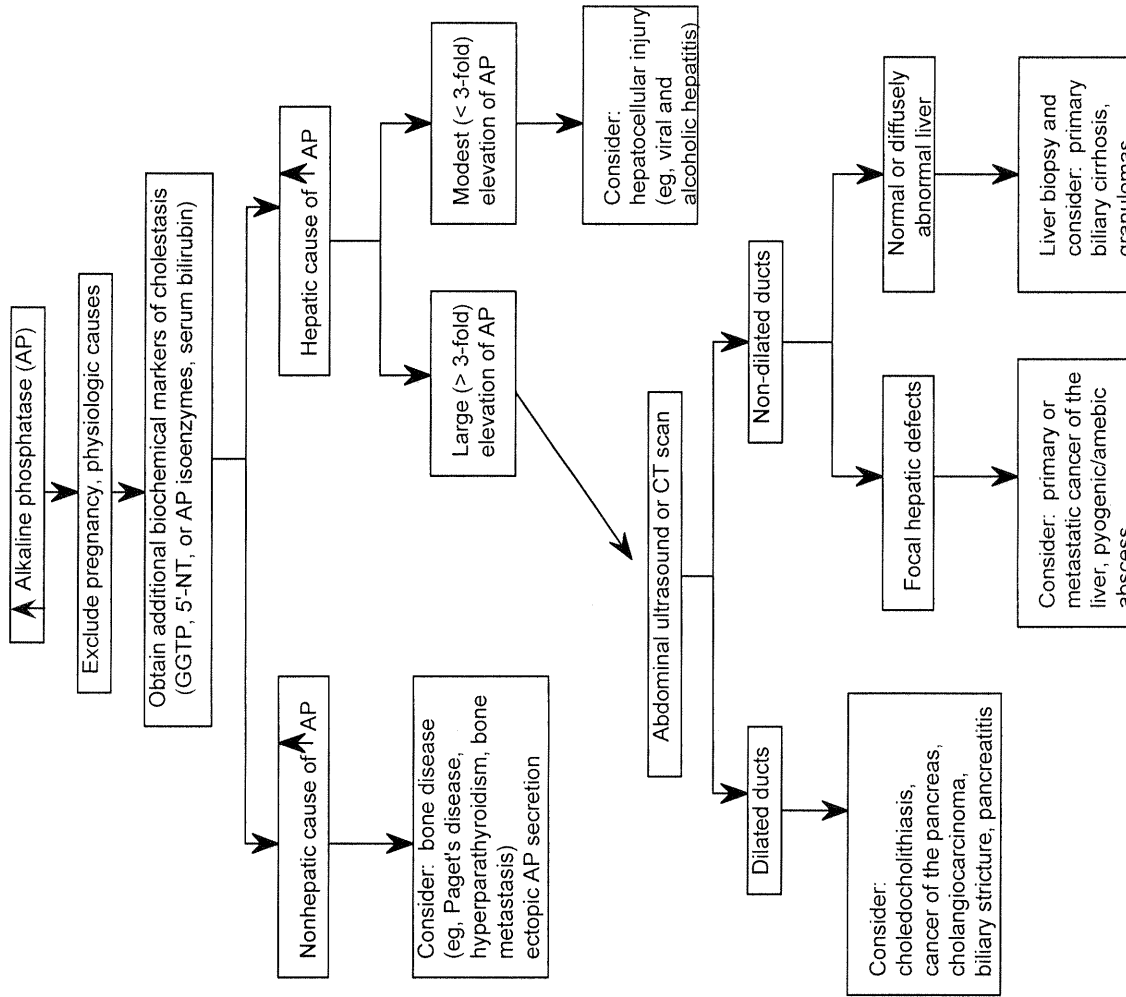 ↑ Alkaline phosphatase (AP)
Exclude pregnancy, physiologic causes
Obtain additional biochemical markers of cholestasis
(GGTP, 5'-NT, or AP isoenzymes, serum bilirubin)
Nonhepatic cause of ↑ AP
Hepatic cause of ↑ AP
Consider: bone disease
(eg, Paget's disease,
hyperparathyroidism, bone
metastasis)
ectopic AP secretion
Large (> 3-fold)
elevation of AP
Modest (< 3-fold)
elevation of AP
Consider:
hepatocellular injury
(eg, viral and
alcoholic hepatitis)
Abdominal ultrasound or CT scan
Dilated ducts
Non-dilated ducts
Consider:
choledocholithiasis,
cancer of the pancreas,
cholangiocarcinoma,
biliary stricture, pancreatitis
Focal hepatic defects
Normal or diffusely
abnormal liver
Consider: primary or
metastatic cancer of the
liver, pyogenic/amebic
abscess
Liver biopsy and
consider: primary
biliary cirrhosis,
granulomas